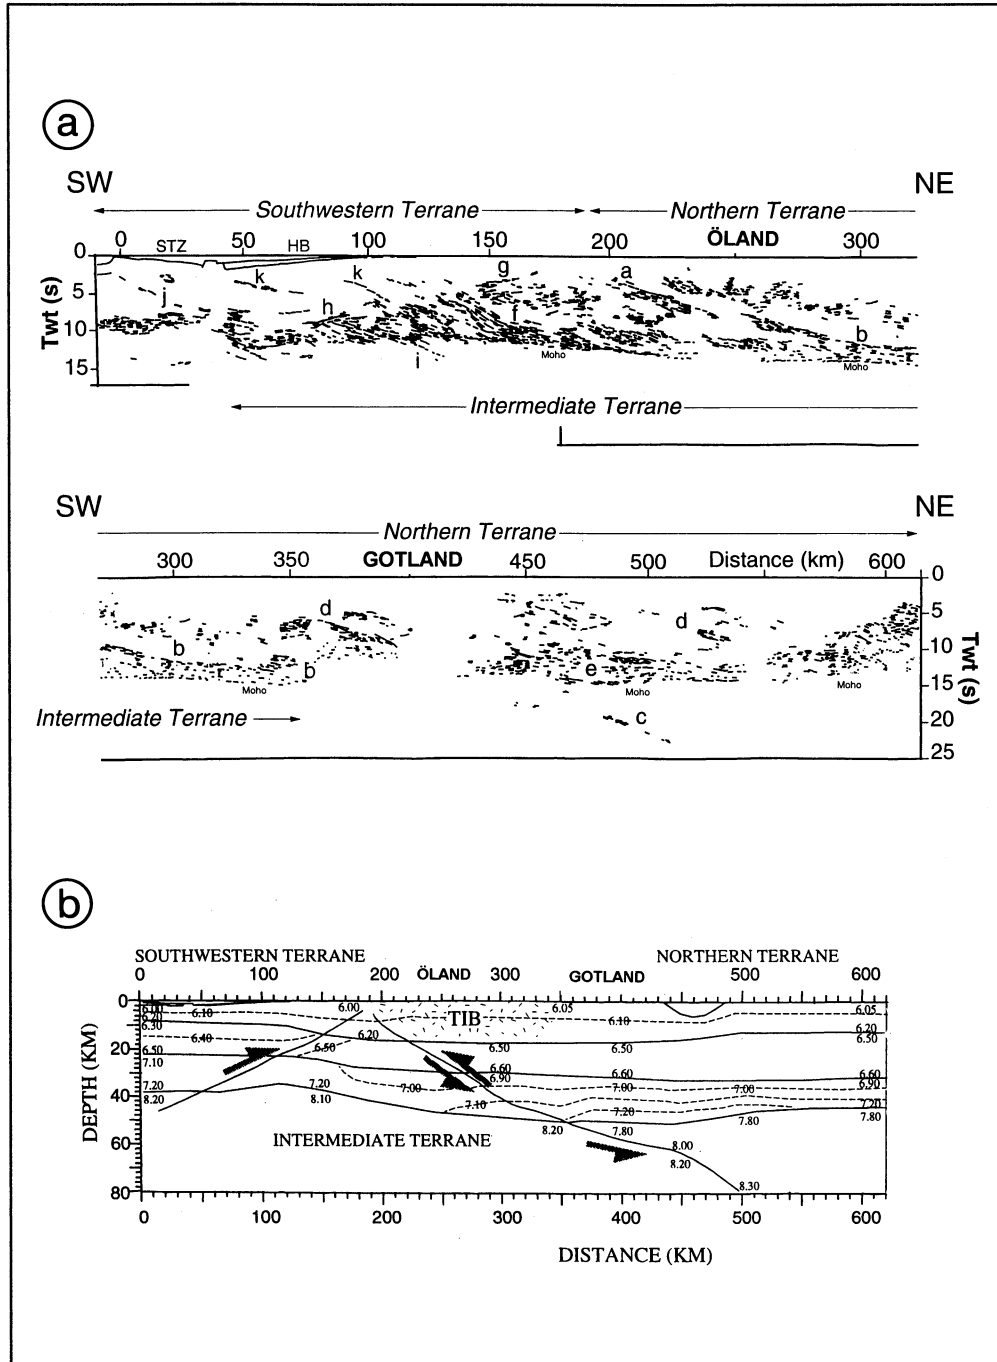 a
SW NE
Southwestern Terrane Northern Terrane
0 STZ 50 HB 100 150 200 ÖLAND 300
0
5
10
15
Twt (s)
k k g a
j h f b
i
Moho Moho
Intermediate Terrane
SW NE
Northern Terrane
300 350 GOTLAND 450 500 Distance (km) 600
0
5
10
15
20
25
Twt (s)
d d
b b e
Moho Moho Moho
c
Intermediate Terrane
b
SOUTHWESTERN TERRANE NORTHERN TERRANE
0 100 200 ÖLAND 300 GOTLAND 500 600
0
20
40
60
80
DEPTH (KM)
6.00 6.10 6.00 TIB 6.05 6.10 6.05
6.20 6.20 6.20
6.30
6.40 6.50 6.50 6.50 6.50
6.50 6.60 6.60 6.60
7.10 6.90 6.90
7.20 7.20 7.00 7.00 7.00
8.20 8.10 7.10 7.20 7.20
8.20 7.80 7.80 7.80
INTERMEDIATE TERRANE
8.00
8.20
8.30
0 100 200 300 400 500 600
DISTANCE (KM)